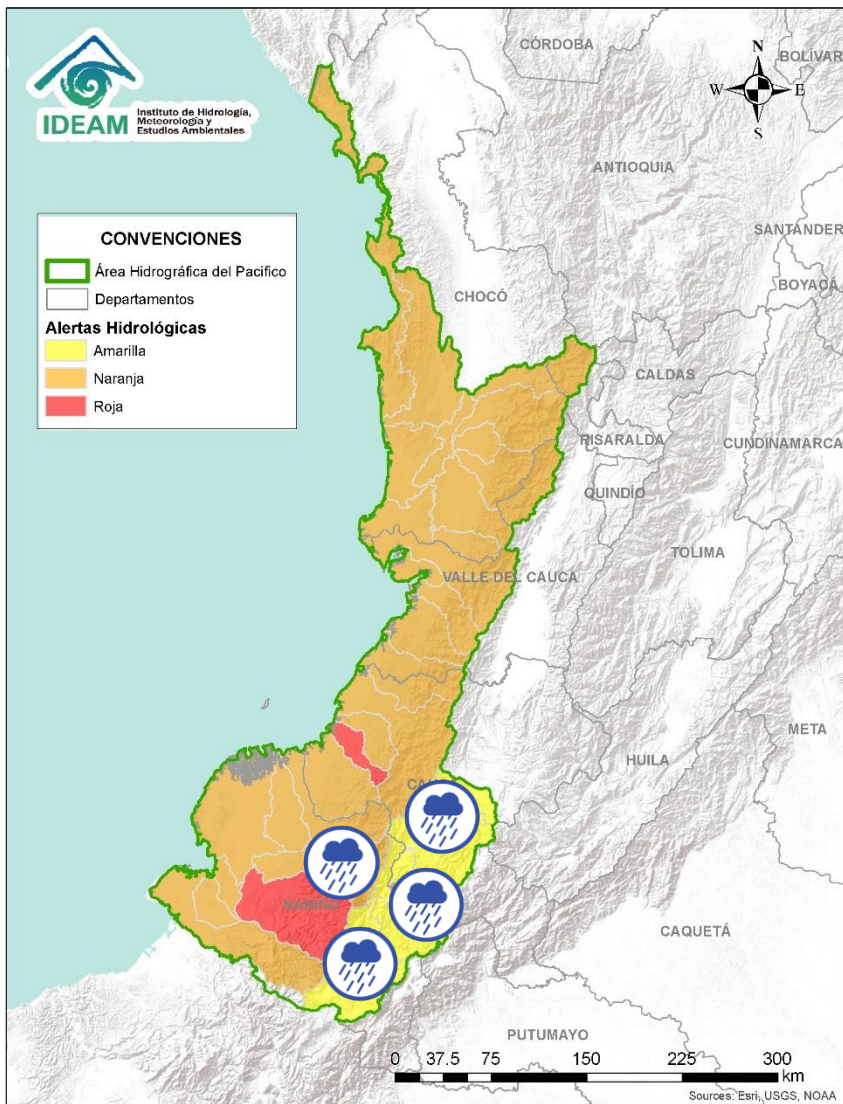 IDEAM
Instituto de Hidrología,
Meteorología y
Estudios Ambientales
CÓRDOBA
BOLÍVAR
N
W
E
S
ANTIOQUIA
SANTANDER
BOYACÁ
CONVENCIONES
Área Hidrográfica del Pacifico
Departamentos
Alertas Hidrológicas
Amarilla
Naranja
Roja
CHOCÓ
CALDAS
RISARALDA
CUNDINAMARCA
QUINDÍO
TOLIMA
VALLE DEL CAUCA
META
HUILA
NARIÑO
CAQUETÁ
PUTUMAYO
0 37.5 75 150 225 300
km
Sources: Esri, USGS, NOAA